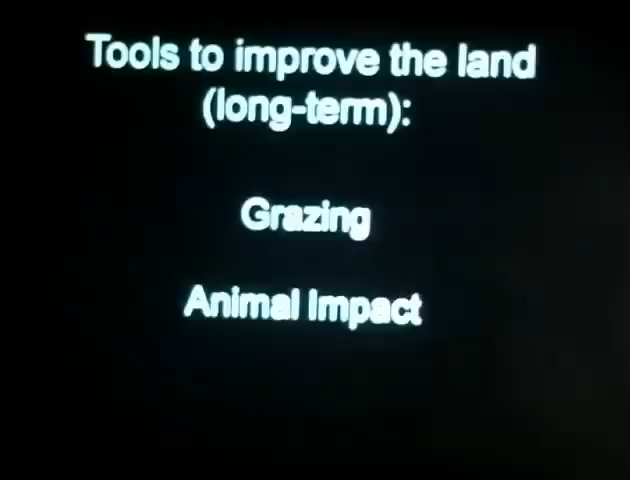 Tools to improve the land
(long-term):
Grazing
Animal Impact